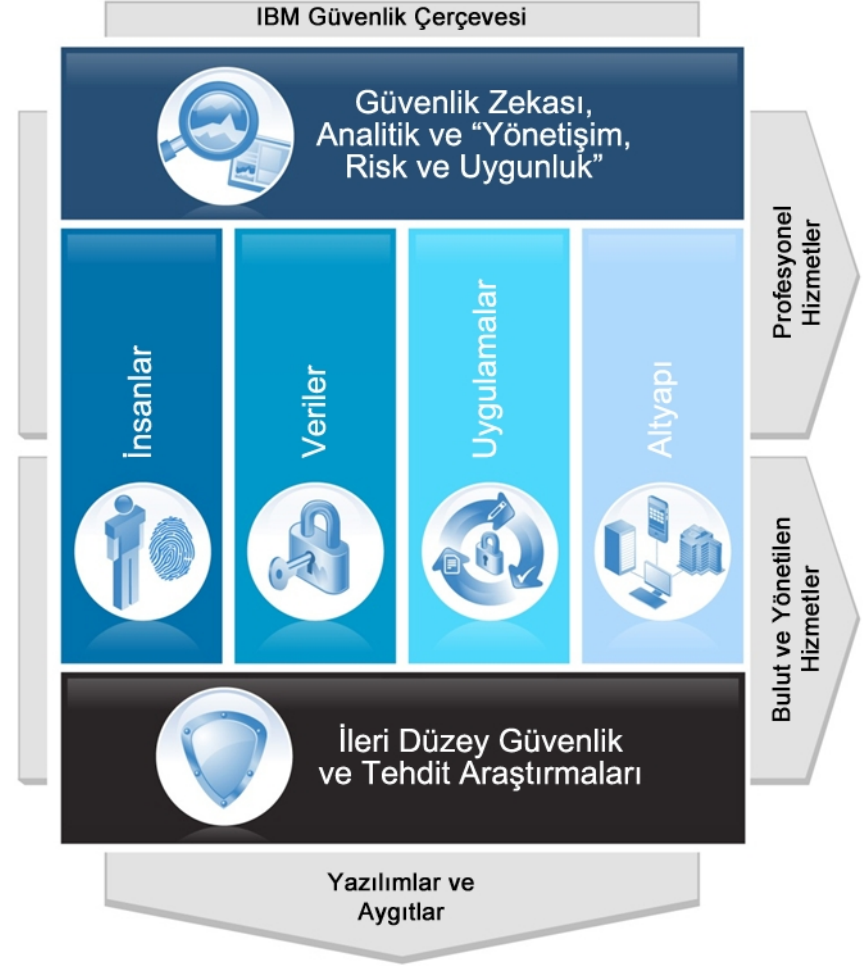 IBM Güvenlik Çerçevesi
Güvenlik Zekası,
Analitik ve “Yönetişim,
Risk ve Uygunluk”
İnsanlar
Veriler
Uygulamalar
Altyapı
Profesyonel
Hizmetler
Bulut ve Yönetilen
Hizmetler
İleri Düzey Güvenlik
ve Tehdit Araştırmaları
Yazılımlar ve
Aygıtlar